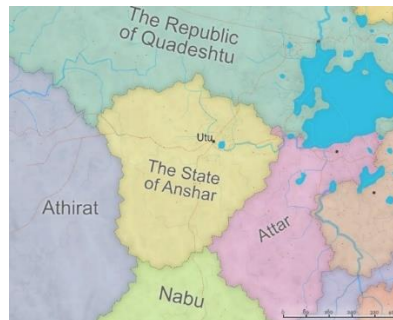 The Republic
of Quadeshtu
Utu
The State
of Anshar
Athirat
Attar
Nabu